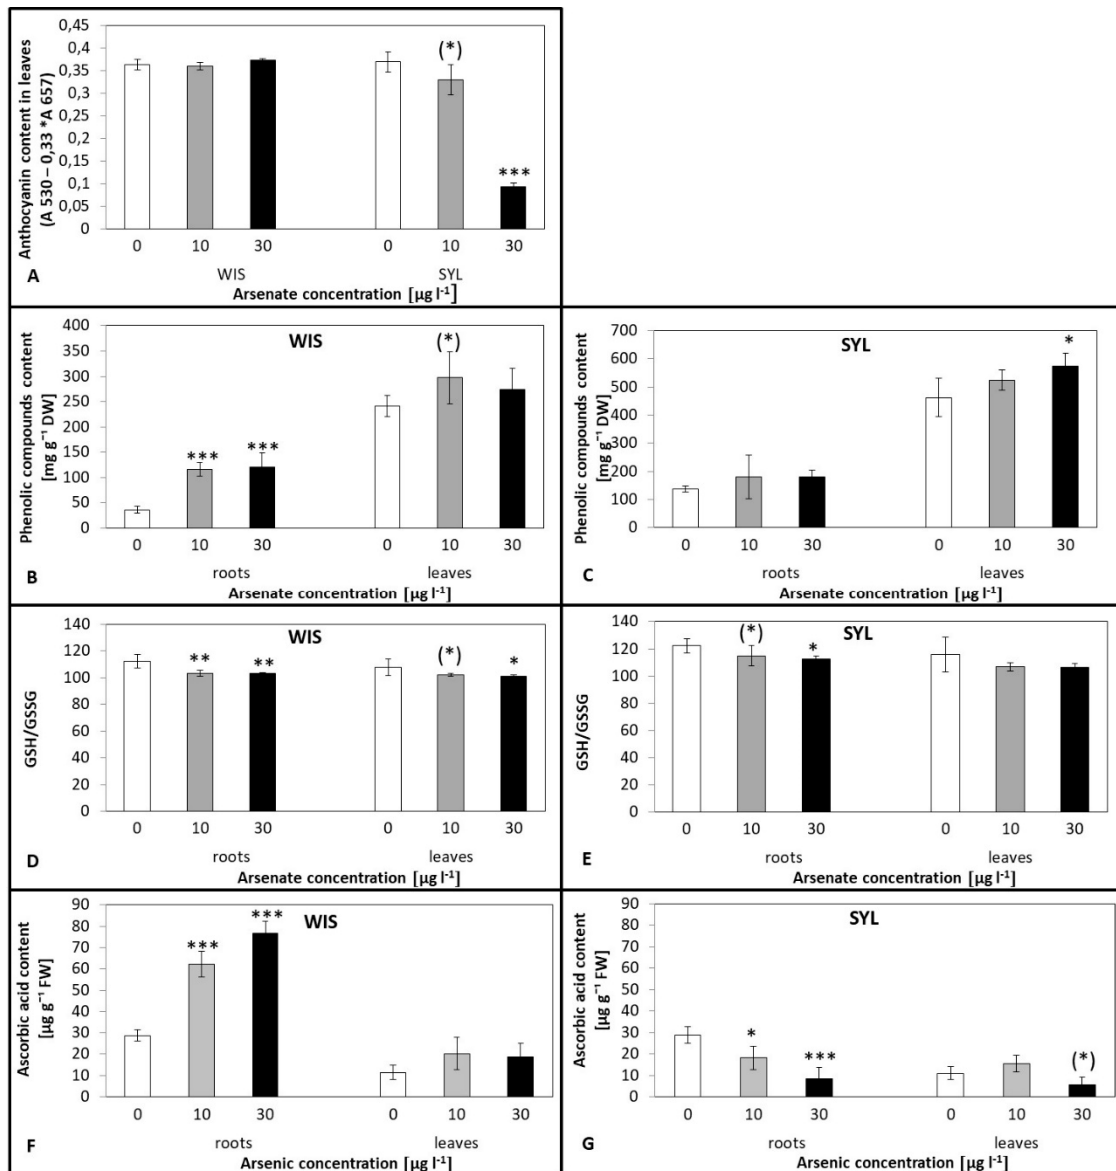 Anthocyanin content in leaves
(A 530 – 0,33 *A 657)
0,45
0,4
0,35
0,3
0,25
0,2
0,15
0,1
0,05
0
(*)
***
0 10 30 0 10 30
WIS SYL
A
Arsenate concentration [µg l⁻¹]
Phenolic compounds content
[mg g⁻¹ DW]
400
350
300
250
200
150
100
50
0
WIS
*** *** (*)
0 10 30 0 10 30
roots leaves
B
Arsenate concentration [µg l⁻¹]
Phenolic compounds content
[mg g⁻¹ DW]
700
600
500
400
300
200
100
0
SYL
*
0 10 30 0 10 30
roots leaves
C
Arsenate concentration [µg l⁻¹]
GSH/GSSG
140
120
100
80
60
40
20
0
WIS
** ** (*) *
0 10 30 0 10 30
roots leaves
D
Arsenate concentration [µg l⁻¹]
GSH/GSSG
140
120
100
80
60
40
20
0
SYL
(*) *
0 10 30 0 10 30
roots leaves
E
Arsenate concentration [µg l⁻¹]
Ascorbic acid content
[µg g⁻¹ FW]
90
80
70
60
50
40
30
20
10
0
WIS
*** ***
0 10 30 0 10 30
roots leaves
F
Arsenic concentration [µg l⁻¹]
Ascorbic acid content
[µg g⁻¹ FW]
90
80
70
60
50
40
30
20
10
0
SYL
* *** (*)
0 10 30 0 10 30
roots leaves
G
Arsenic concentration [µg l⁻¹]